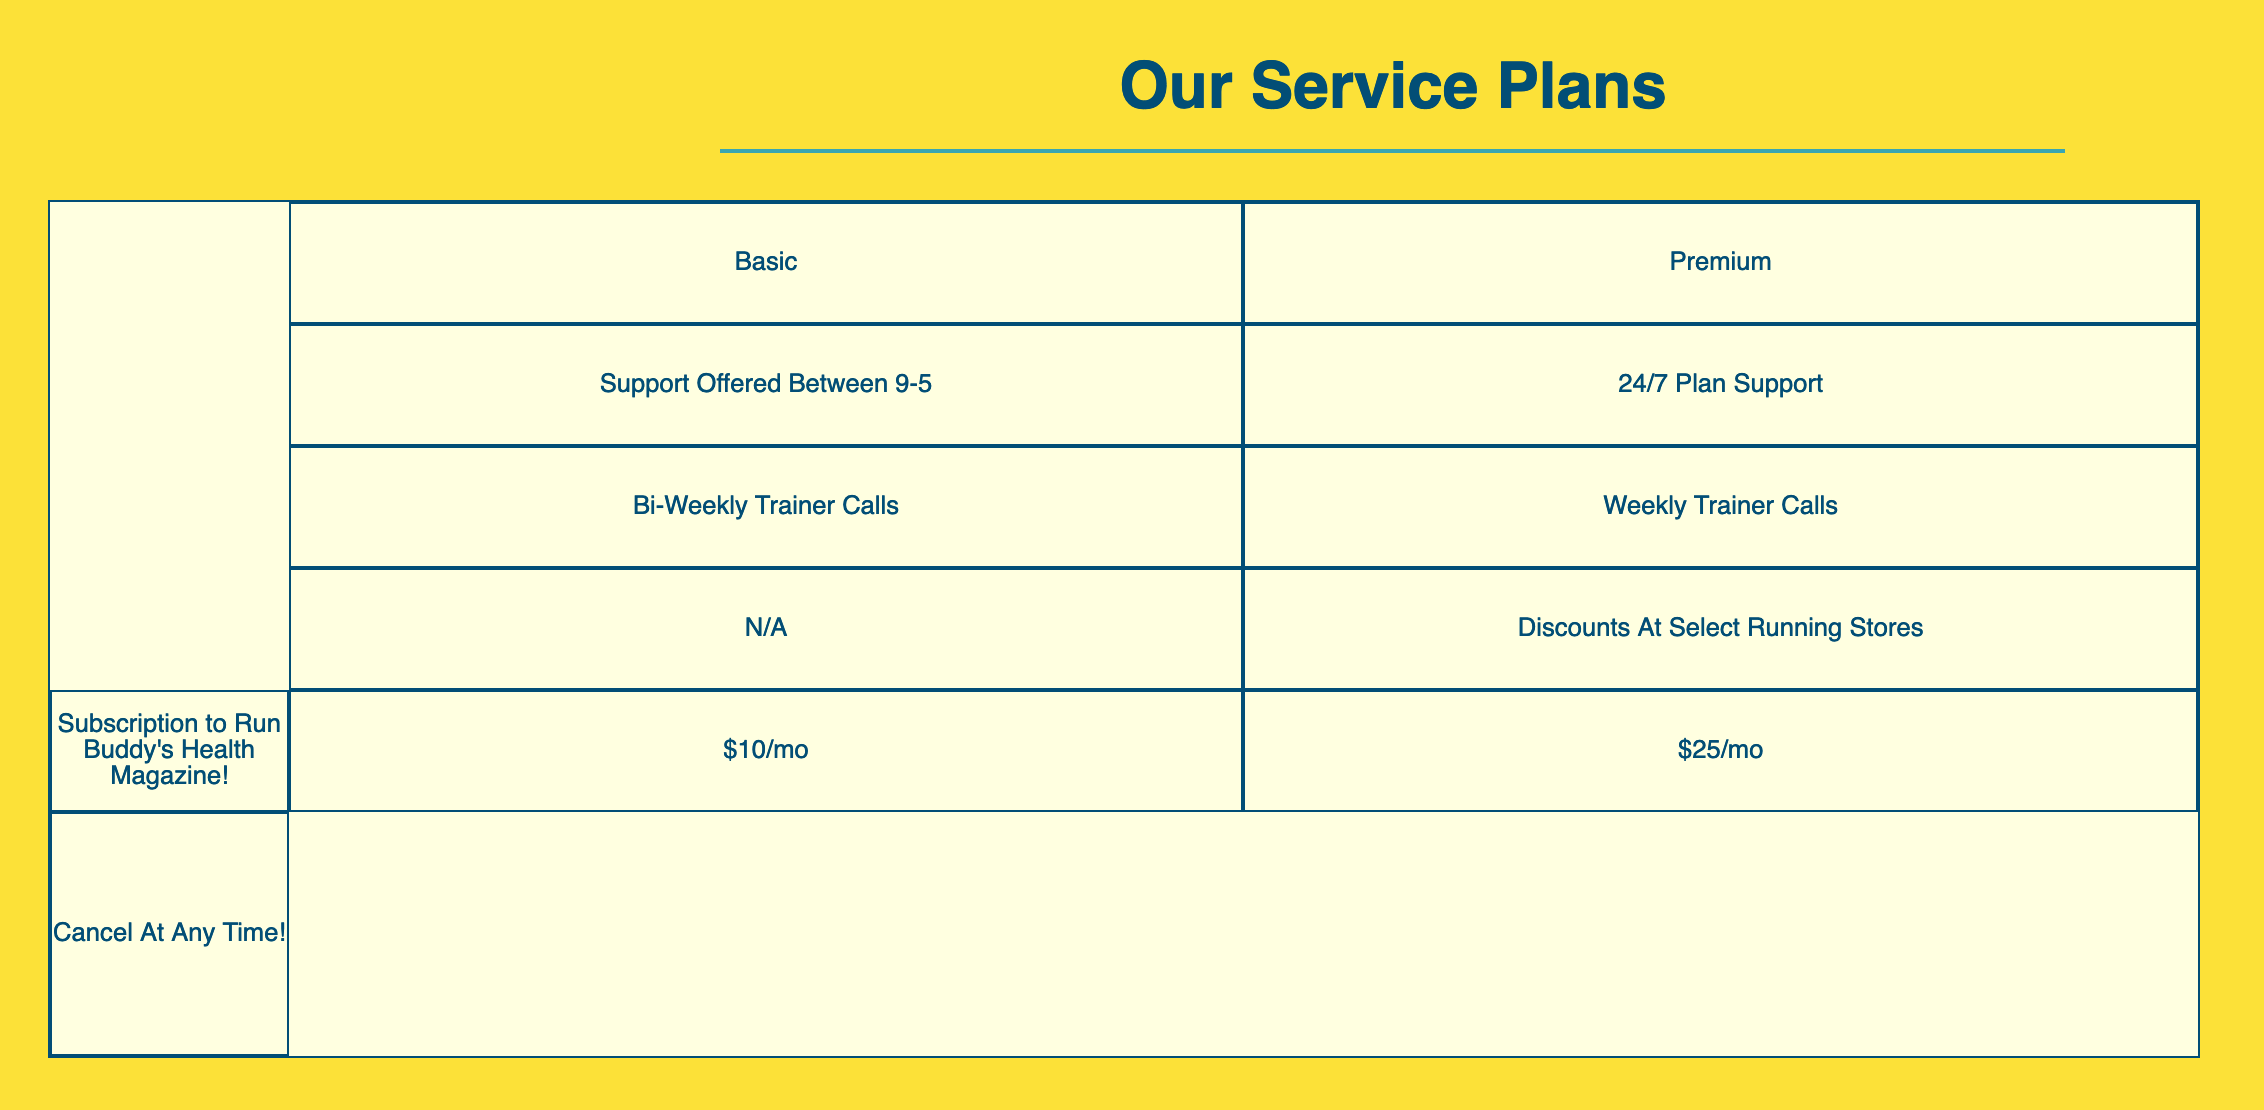 Our Service Plans
Basic
Premium
Support Offered Between 9-5
24/7 Plan Support
Bi-Weekly Trainer Calls
Weekly Trainer Calls
N/A
Discounts At Select Running Stores
Subscription to Run
Buddy's Health
Magazine!
$10/mo
$25/mo
Cancel At Any Time!